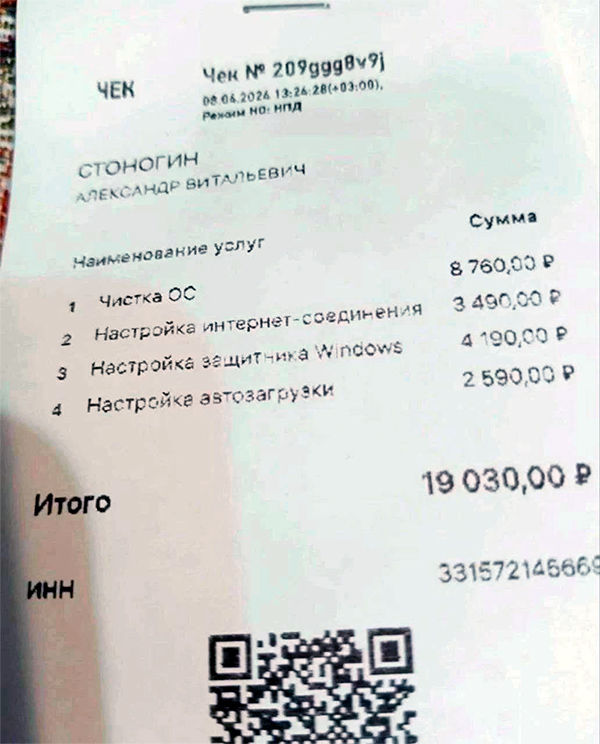 ЧЕК
Чек № 209ggg8v9j
08.06.2026 13:26:28(+03:00),
Режим НО: НПД
СТОНОГИН
АЛЕКСАНДР ВИТАЛЬЕВИЧ
Наименование услуг Сумма
1 Чистка ОС 8 760,00 ₽
2 Настройка интернет-соединения 3 490,00 ₽
3 Настройка защитника Windows 4 190,00 ₽
4 Настройка автозагрузки 2 590,00 ₽
Итого 19 030,00 ₽
ИНН 331572145669